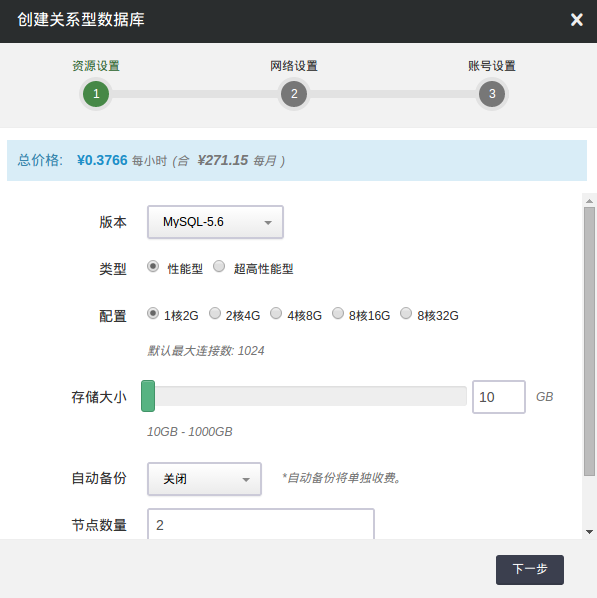 创建关系型数据库 ×
资源设置 网络设置 账号设置
1 2 3
总价格: ¥0.3766 每小时 (合 ¥271.15 每月 )
版本 MySQL-5.6
类型 性能型 超高性能型
配置 1核2G 2核4G 4核8G 8核16G 8核32G
默认最大连接数: 1024
存储大小 10 GB
10GB - 1000GB
自动备份 关闭 *自动备份将单独收费。
节点数量 2
下一步